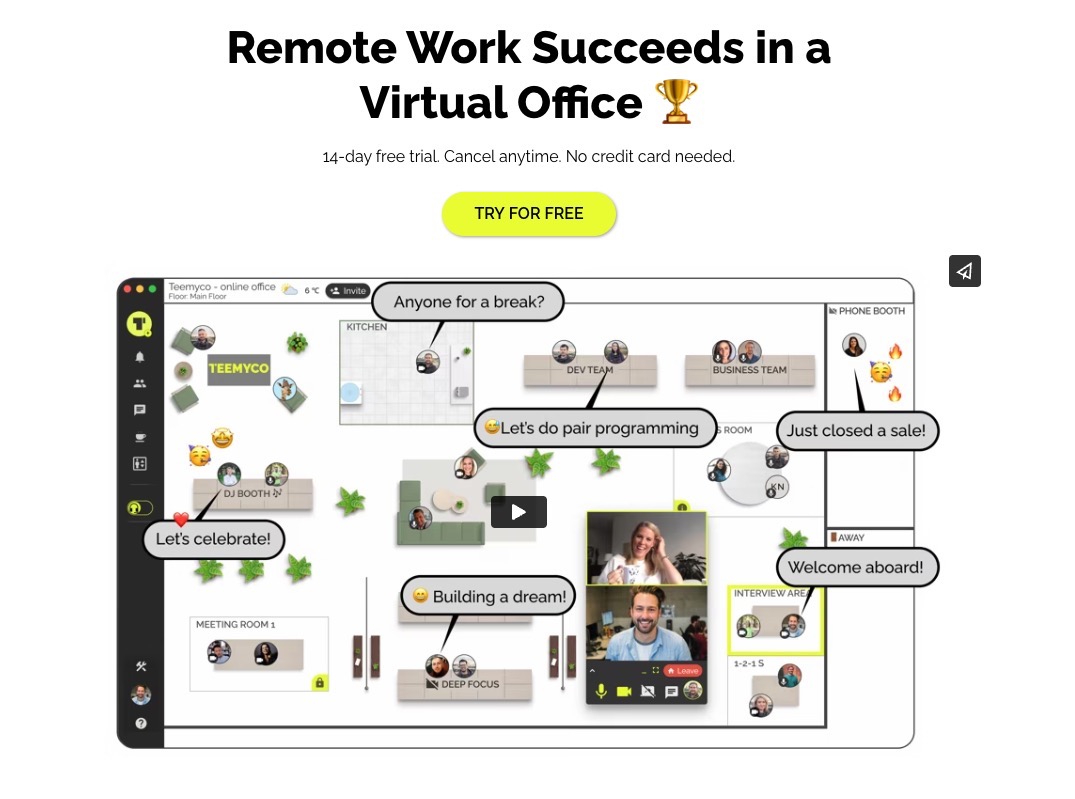 Remote Work Succeeds in a
Virtual Office 🏆
14-day free trial. Cancel anytime. No credit card needed.
TRY FOR FREE
Teemyco - online office
Floor: Main Floor
6 °C
Invite
Anyone for a break?
PHONE BOOTH
KITCHEN
TEEMYCO
DEV TEAM
BUSINESS TEAM
😅Let's do pair programming
S ROOM
Just closed a sale!
KN
DJ BOOTH 🎶
Let's celebrate!
AWAY
Welcome aboard!
😀 Building a dream!
INTERVIEW AREA
MEETING ROOM 1
1-2-1 S
Leave
DEEP FOCUS